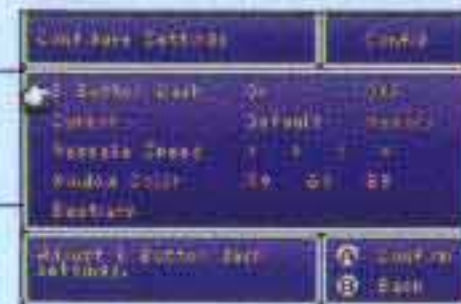 Configure Settings Config
B Button Dash On Off
Cursor Default Memory
Message Speed
Window Color
Bestiary
Adjust B Button Dash
settings.
A Confirm
B Back